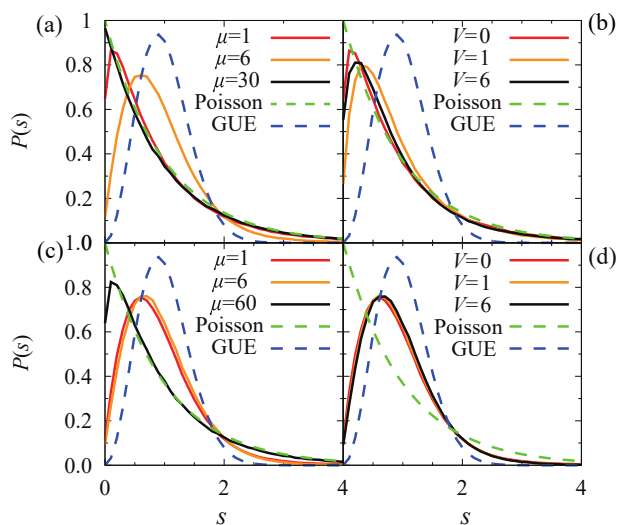 (a)
1.0
0.8
0.6
0.4
0.2
P(s)
μ=1
μ=6
μ=30
Poisson
GUE
(b)
V=0
V=1
V=6
Poisson
GUE
(c)
1.0
0.8
0.6
0.4
0.2
0.0
P(s)
μ=1
μ=6
μ=60
Poisson
GUE
0 2 4
s
(d)
V=0
V=1
V=6
Poisson
GUE
2 4
s